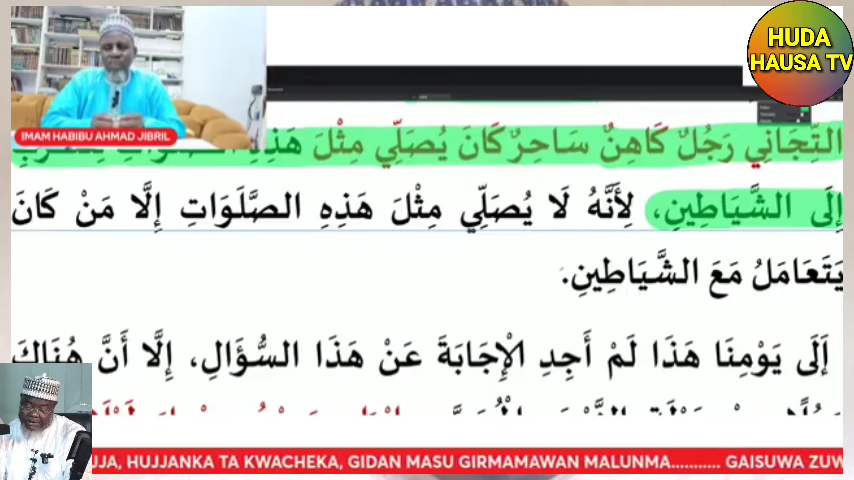 HUDA
HAUSA TV
IMAM HABIBU AHMAD JIBRIL
التِجَانِي رَجُلٌ كَاهِنٌ سَاحِرٌ كَانَ يُصَلِّي مِثْلَ هَذِهِ
إِلَى الشَّيَاطِينِ، لِأَنَّهُ لَا يُصَلِّي مِثْلَ هَذِهِ الصَّلَوَاتِ إِلَّا مَنْ كَانَ
يَتَعَامَلُ مَعَ الشَّيَاطِينِ.
إَلَى يَوْمِنَا هَذَا لَمْ أَجِدِ الْإِجَابَةَ عَنْ هَذَا السُّؤَالِ، إِلَّا أَنَّ هُنَاكَ
UJA, HUJJANKA TA KWACHEKA, GIDAN MASU GIRMAMAWAN MALUNMA........... GAISUWA ZUW